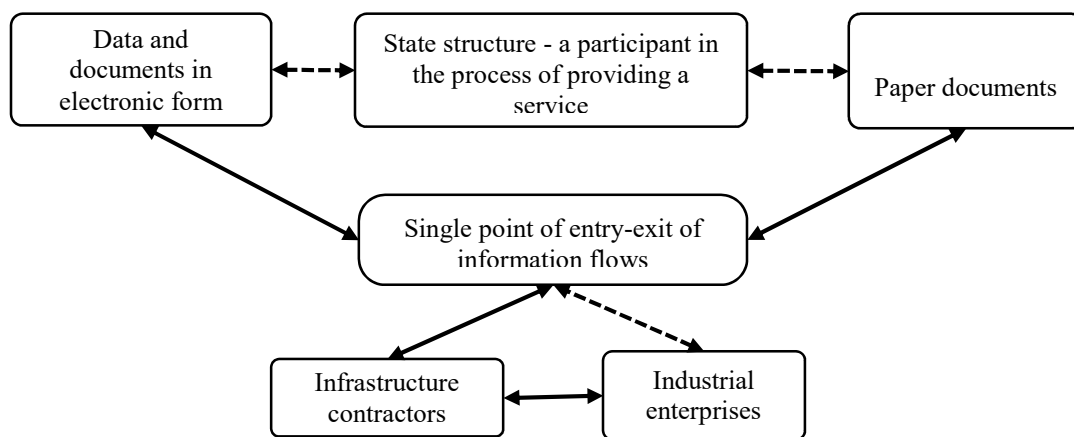 Data and
documents in
electronic form
State structure - a participant in
the process of providing a
service
Paper documents
Single point of entry-exit of
information flows
Infrastructure
contractors
Industrial
enterprises